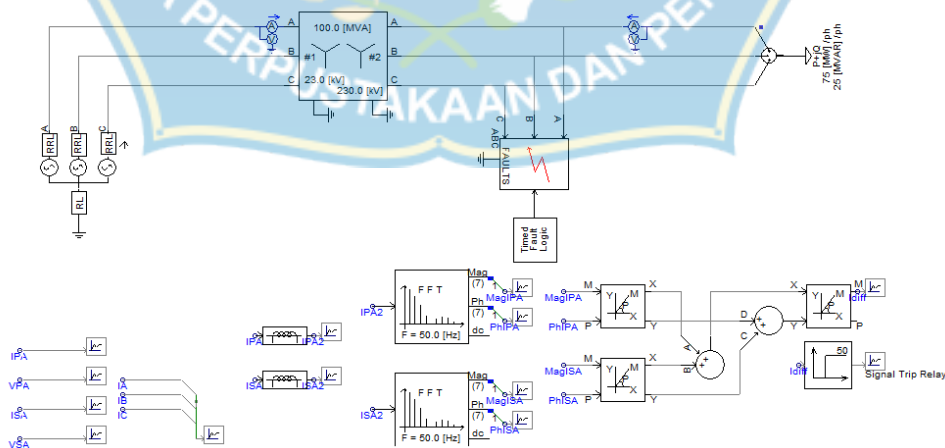 PERPUSTAKAAN DAN PEN
A
B
C
A
V
100.0 [MVA]
#1
#2
23.0 [kV]
230.0 [kV]
A
B
C
A
V
P+jQ
75 [MW] /ph
25 [MVAR] /ph
A
B
C
RRL
RRL
RRL
RL
C
B
A
ABC
FAULTS
Timed
Fault
Logic
IPA
VPA
ISA
VSA
IA
IB
IC
IPA
IPA2
ISA
ISA2
IPA2
F F T
F = 50.0 [Hz]
Mag
(7)
Ph
(7)
dc
MagIPA
PhIPA
ISA2
F F T
F = 50.0 [Hz]
Mag
(7)
Ph
(7)
dc
MagISA
PhISA
MagIPA
M
PhIPA
P
Y
M
P
X
X
Y
MagISA
M
PhISA
P
Y
M
P
X
X
Y
A
B
D
C
X
Y
Y
M
P
X
M
P
Idiff
Idiff
50
Signal Trip Relay